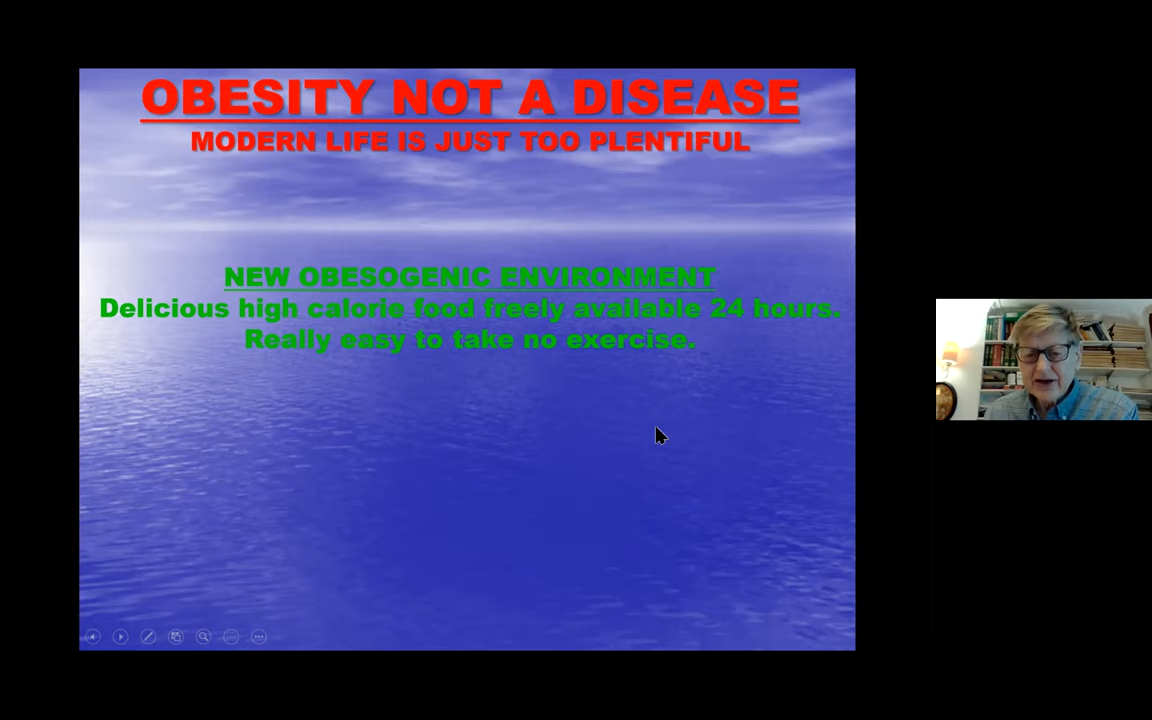 OBESITY NOT A DISEASE
MODERN LIFE IS JUST TOO PLENTIFUL
NEW OBESOGENIC ENVIRONMENT
Delicious high calorie food freely available 24 hours.
Really easy to take no exercise.